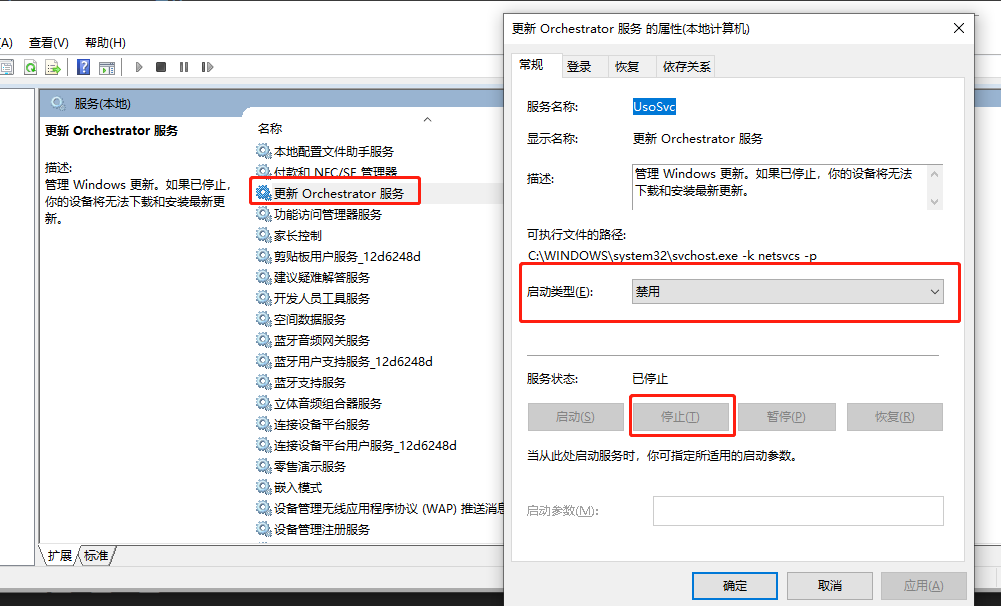 (A) 查看(V) 帮助(H)
服务(本地)
更新 Orchestrator 服务
描述:
管理 Windows 更新。如果已停止,
你的设备将无法下载和安装最新更
新。
名称
本地配置文件助手服务
付款和 NFC/SE 管理器
更新 Orchestrator 服务
功能访问管理器服务
家长控制
剪贴板用户服务_12d6248d
建议疑难解答服务
开发人员工具服务
空间数据服务
蓝牙音频网关服务
蓝牙用户支持服务_12d6248d
蓝牙支持服务
立体音频组合器服务
连接设备平台服务
连接设备平台用户服务_12d6248d
零售演示服务
嵌入模式
设备管理无线应用程序协议 (WAP) 推送消息
设备管理注册服务
扩展 标准
更新 Orchestrator 服务 的属性(本地计算机)
常规 登录 恢复 依存关系
服务名称: UsoSvc
显示名称: 更新 Orchestrator 服务
描述: 管理 Windows 更新。如果已停止，你的设备将无法
下载和安装最新更新。
可执行文件的路径:
C:\WINDOWS\system32\svchost.exe -k netsvcs -p
启动类型(E): 禁用
服务状态: 已停止
启动(S) 停止(T) 暂停(P) 恢复(R)
当从此处启动服务时，你可指定所适用的启动参数。
启动参数(M):
确定 取消 应用(A)